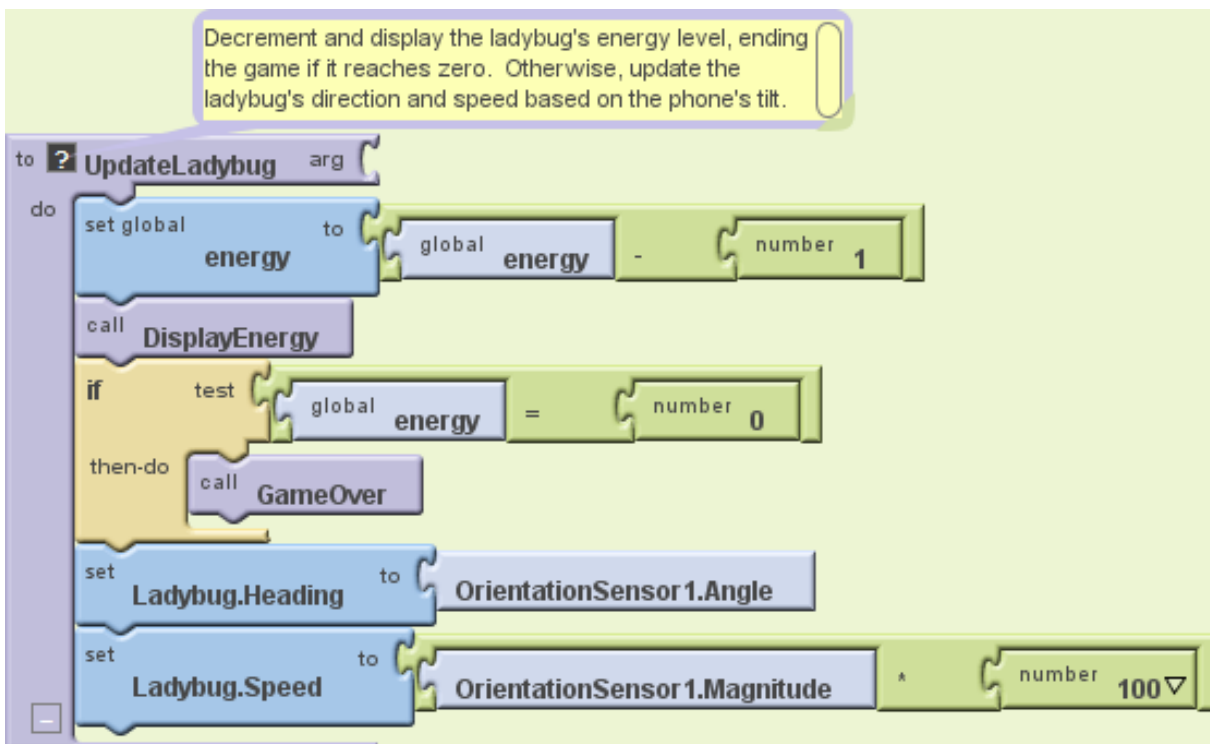 Decrement and display the ladybug's energy level, ending
the game if it reaches zero.  Otherwise, update the
ladybug's direction and speed based on the phone's tilt.
to ? UpdateLadybug arg
do
set global energy to global energy - number 1
call DisplayEnergy
if test global energy = number 0
then-do call GameOver
set Ladybug.Heading to OrientationSensor1.Angle
set Ladybug.Speed to OrientationSensor1.Magnitude * number 100